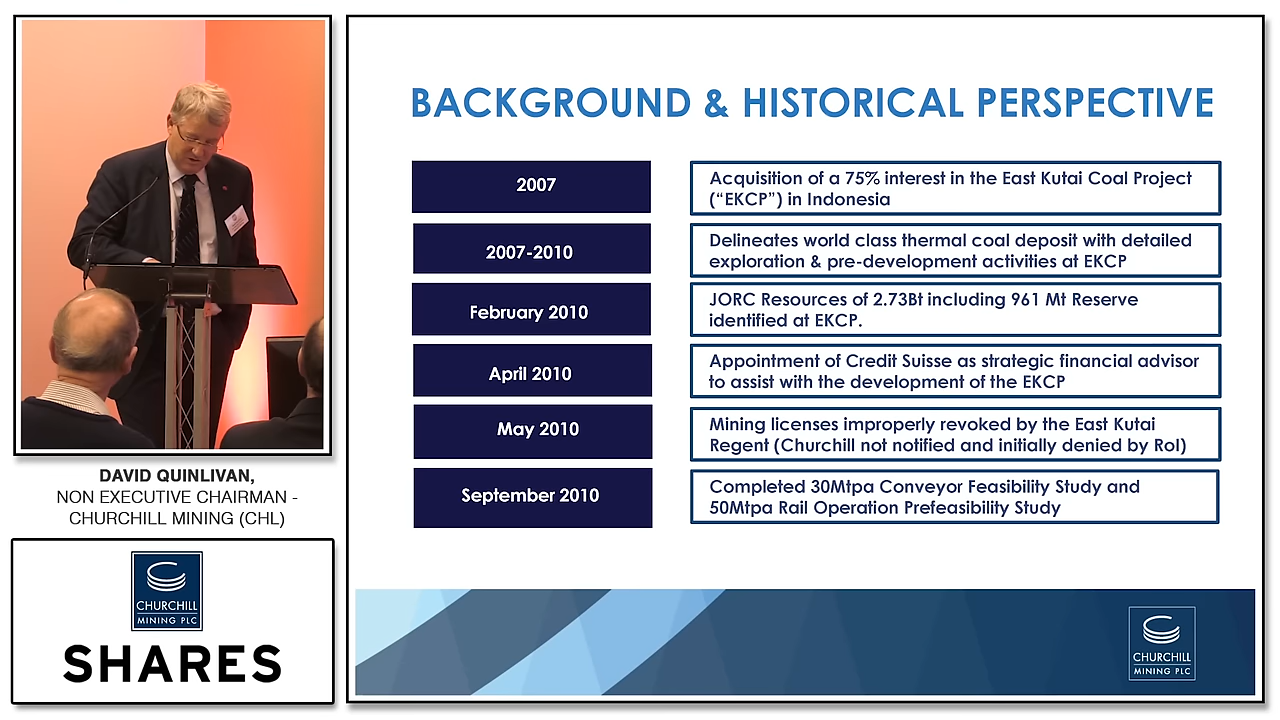 DAVID QUINLIVAN,
NON EXECUTIVE CHAIRMAN -
CHURCHILL MINING (CHL)
CHURCHILL
MINING PLC
SHARES
BACKGROUND & HISTORICAL PERSPECTIVE
2007
Acquisition of a 75% interest in the East Kutai Coal Project
(“EKCP”) in Indonesia
2007-2010
Delineates world class thermal coal deposit with detailed
exploration & pre-development activities at EKCP
February 2010
JORC Resources of 2.73Bt including 961 Mt Reserve
identified at EKCP.
April 2010
Appointment of Credit Suisse as strategic financial advisor
to assist with the development of the EKCP
May 2010
Mining licenses improperly revoked by the East Kutai
Regent (Churchill not notified and initially denied by RoI)
September 2010
Completed 30Mtpa Conveyor Feasibility Study and
50Mtpa Rail Operation Prefeasibility Study
CHURCHILL
MINING PLC